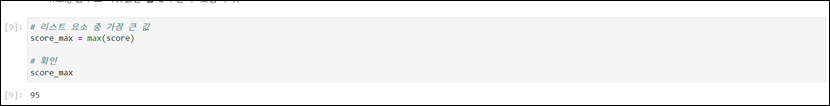 [9]:
# 리스트 요소 중 가장 큰 값
score_max = max(score)
# 확인
score_max
[9]: 95